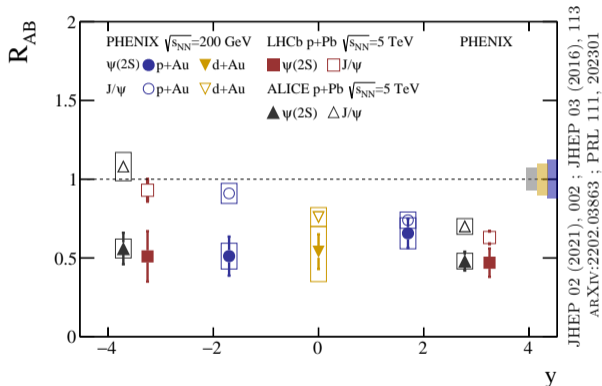 R_AB
2
1.5
1
0.5
0
PHENIX √s_NN=200 GeV
ψ(2S) p+Au d+Au
J/ψ p+Au d+Au
LHCb p+Pb √s_NN=5 TeV
ψ(2S) J/ψ
ALICE p+Pb √s_NN=5 TeV
ψ(2S) J/ψ
PHENIX
−4 −2 0 2 4
y
JHEP 02 (2021), 002 ; JHEP 03 (2016), 113
ARXIV:2202.03863 ; PRL 111, 202301